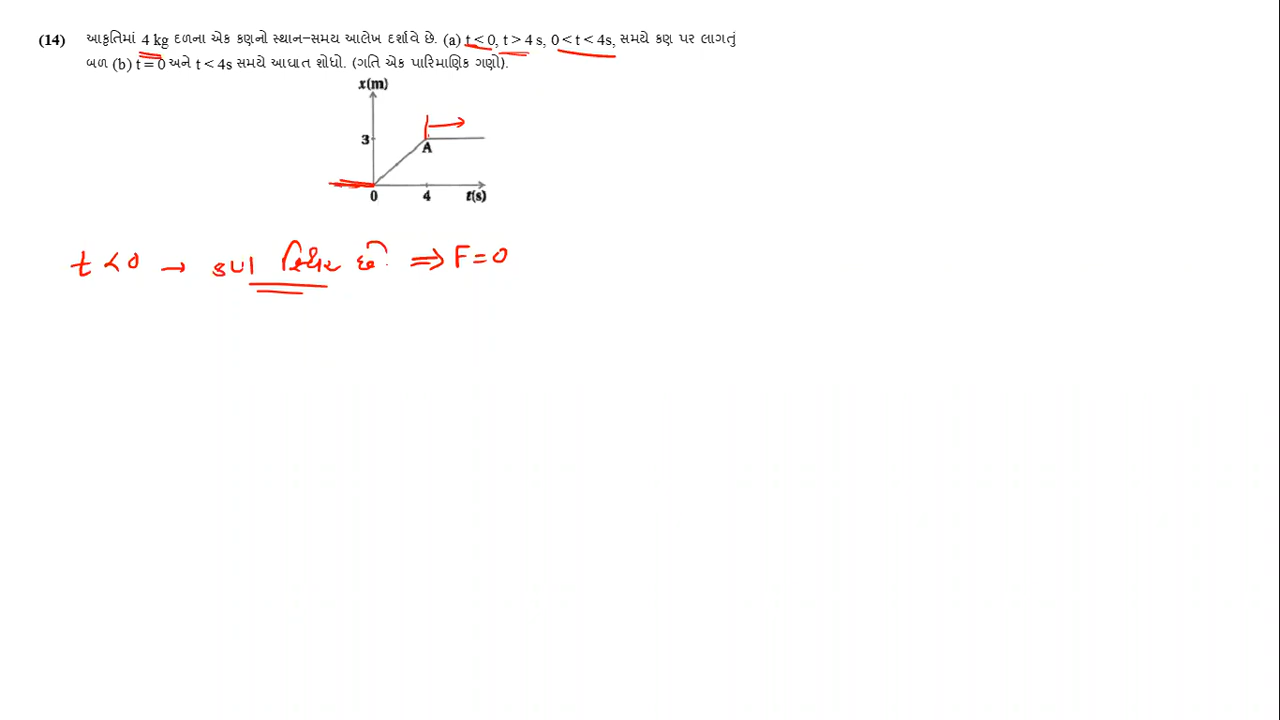 (14) આકૃતિમાં 4 kg દળના એક કણનો સ્થાન–સમય આલેખ દર્શાવે છે. (a) t < 0, t > 4 s, 0 < t < 4s, સમયે કણ પર લાગતું
બળ (b) t = 0 અને t < 4s સમયે આઘાત શોધો. (ગતિ એક પારિમાણિક ગણો).
x(m)
3
A
0 4 t(s)
t < 0 → કણ સ્થિર છે. ⇒ F = 0